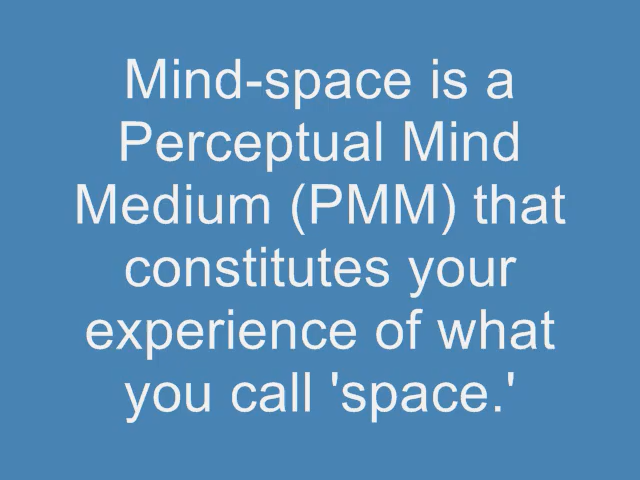 Mind-space is a
Perceptual Mind
Medium (PMM) that
constitutes your
experience of what
you call 'space.'